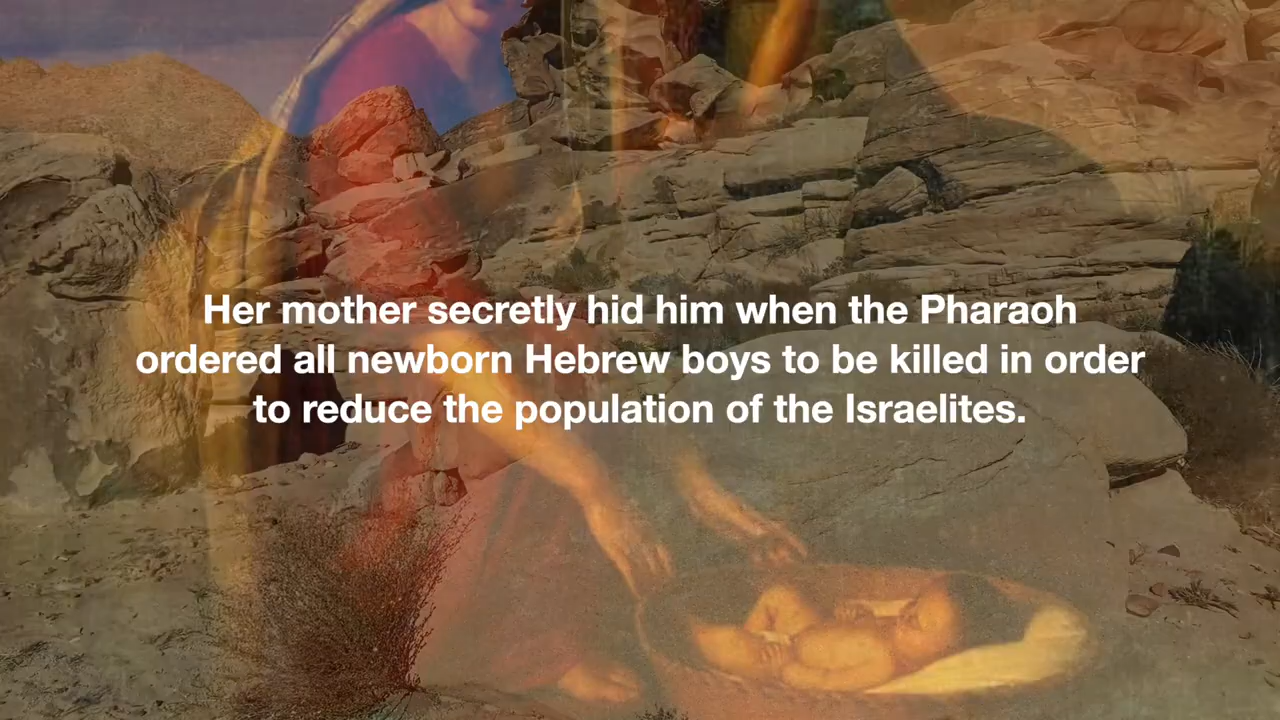 Her mother secretly hid him when the Pharaoh
ordered all newborn Hebrew boys to be killed in order
to reduce the population of the Israelites.